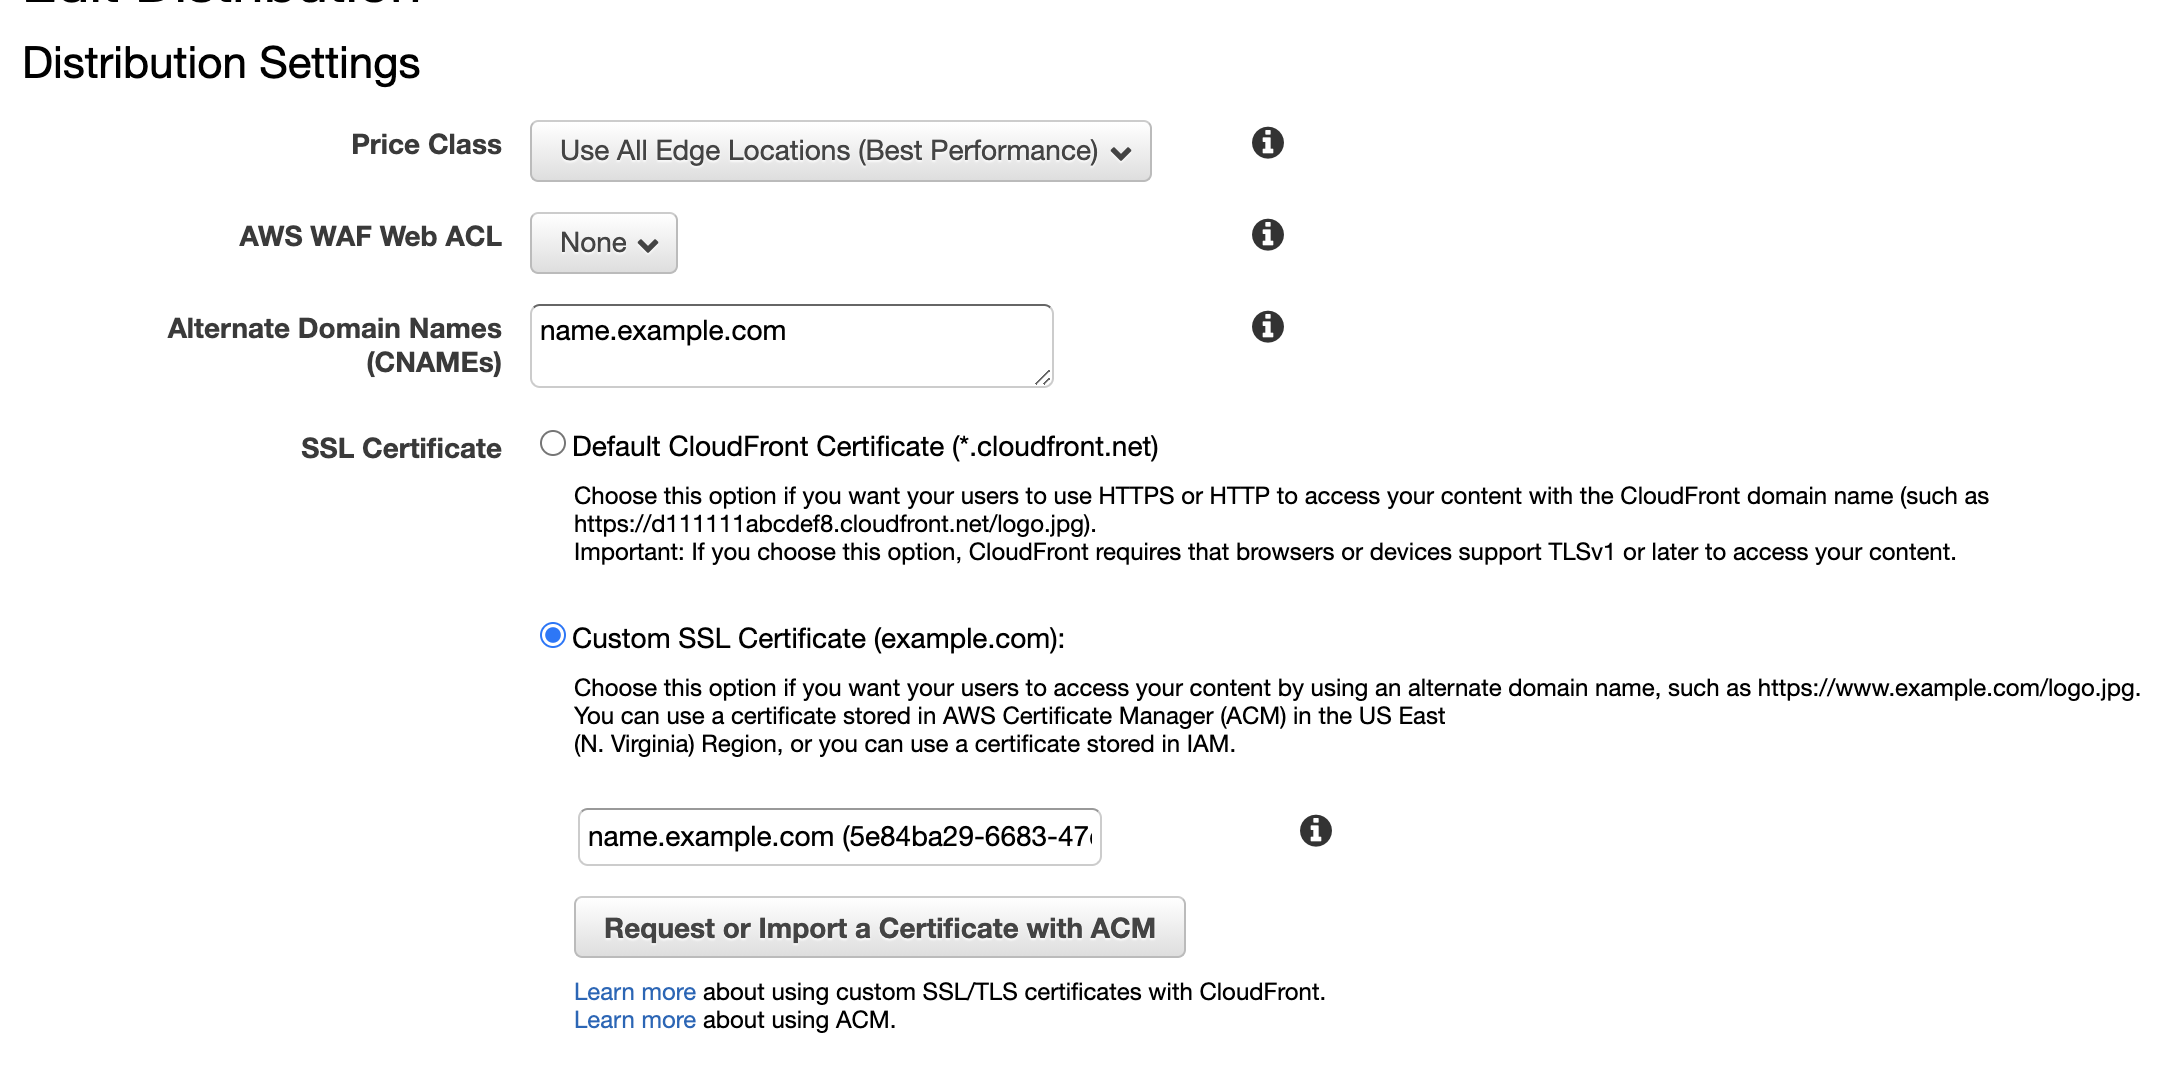 Edit Distribution
Distribution Settings
Price Class
Use All Edge Locations (Best Performance)
AWS WAF Web ACL
None
Alternate Domain Names
(CNAMEs)
name.example.com
SSL Certificate
Default CloudFront Certificate (*.cloudfront.net)
Choose this option if you want your users to use HTTPS or HTTP to access your content with the CloudFront domain name (such as
https://d111111abcdef8.cloudfront.net/logo.jpg).
Important: If you choose this option, CloudFront requires that browsers or devices support TLSv1 or later to access your content.
Custom SSL Certificate (example.com):
Choose this option if you want your users to access your content by using an alternate domain name, such as https://www.example.com/logo.jpg.
You can use a certificate stored in AWS Certificate Manager (ACM) in the US East
(N. Virginia) Region, or you can use a certificate stored in IAM.
name.example.com (5e84ba29-6683-47
Request or Import a Certificate with ACM
Learn more about using custom SSL/TLS certificates with CloudFront.
Learn more about using ACM.